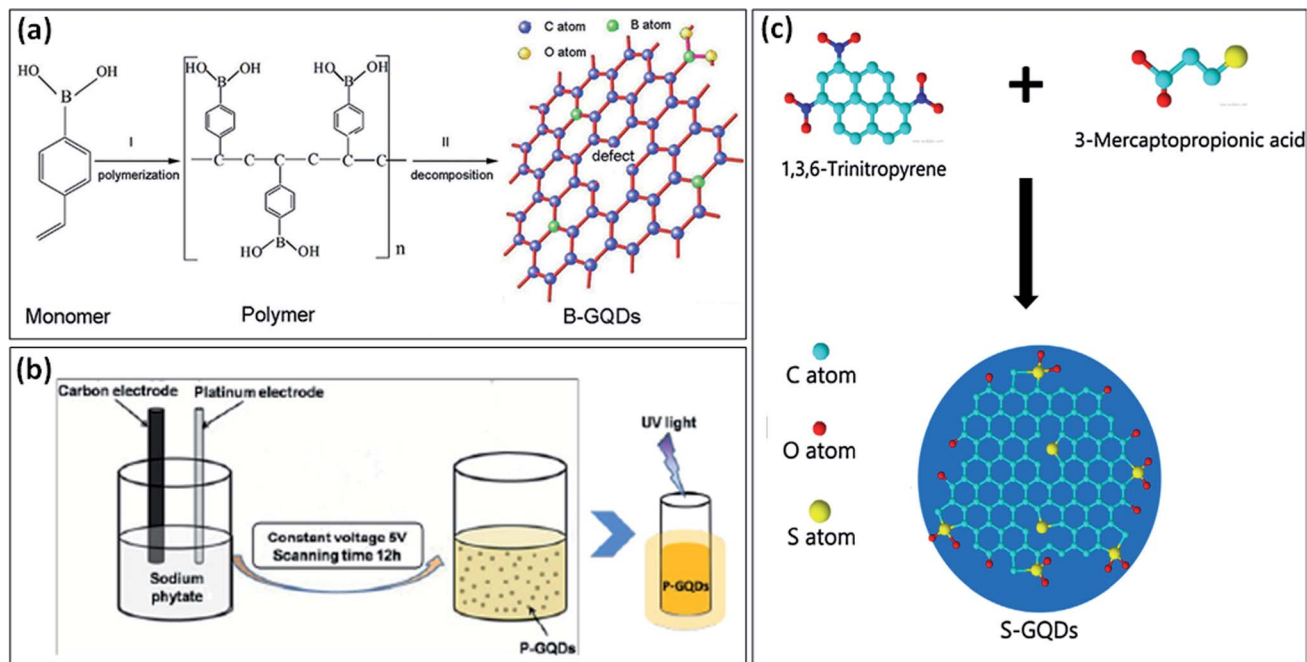 (a)
HO
OH
B
I
polymerization
HO OH HO OH
B B
C C C C C
B
HO OH
n
II
decomposition
C atom B atom
O atom
defect
Monomer
Polymer
B-GQDs
(b)
Carbon electrode
Platinum electrode
Sodium
phytate
Constant voltage 5V
Scanning time 12h
P-GQDs
UV light
P-GQDs
(c)
+
1,3,6-Trinitropyrene
3-Mercaptopropionic acid
C atom
O atom
S atom
S-GQDs